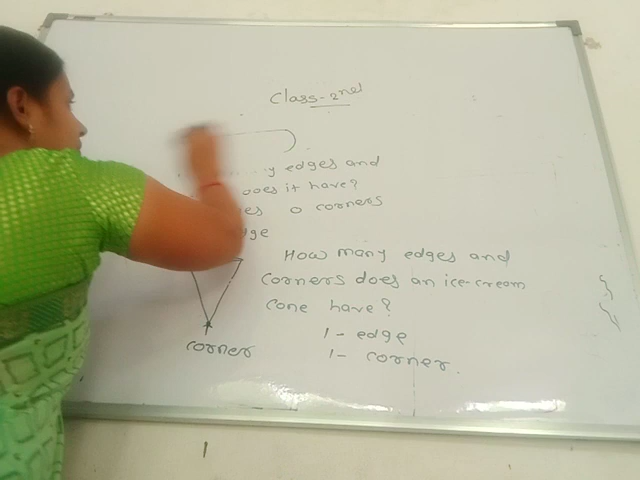 Class-2nd
edges and
does it have?
0 corners
How many edges and
corners does an ice-cream
cone have?
1- edge
corner
1- corner.